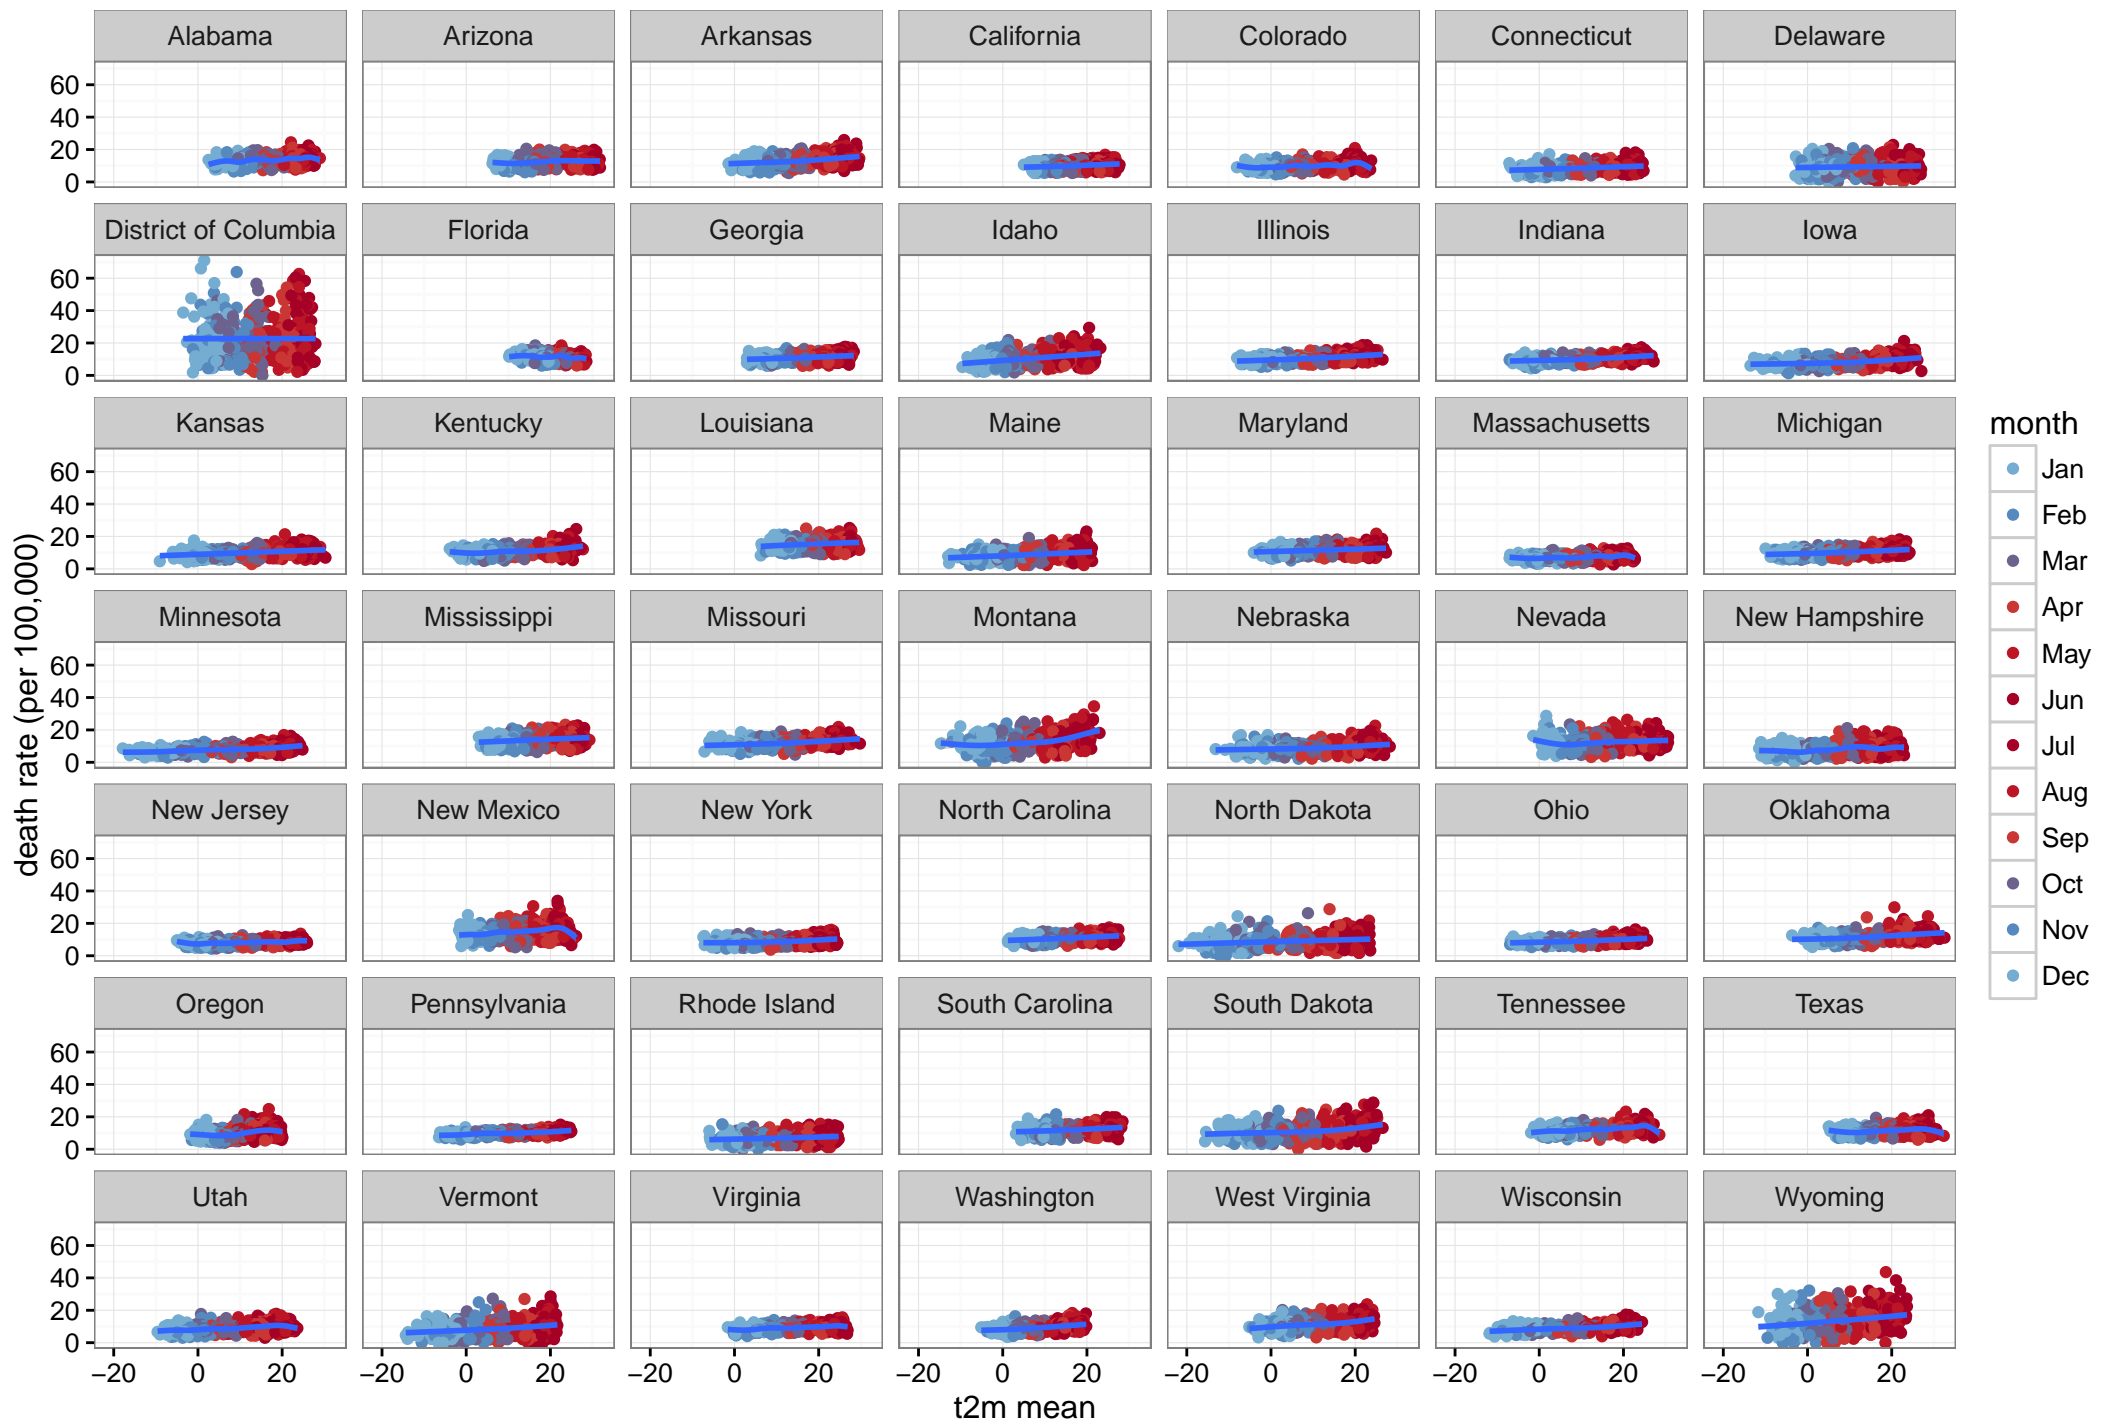 Alabama Arizona Arkansas California Colorado Connecticut Delaware
60
40
20
0
District of Columbia Florida Georgia Idaho Illinois Indiana Iowa
60
40
20
0
Kansas Kentucky Louisiana Maine Maryland Massachusetts Michigan
60
40
20
0
Minnesota Mississippi Missouri Montana Nebraska Nevada New Hampshire
60
40
20
0
New Jersey New Mexico New York North Carolina North Dakota Ohio Oklahoma
60
40
20
0
Oregon Pennsylvania Rhode Island South Carolina South Dakota Tennessee Texas
60
40
20
0
Utah Vermont Virginia Washington West Virginia Wisconsin Wyoming
60
40
20
0
−20 0 20 −20 0 20 −20 0 20 −20 0 20 −20 0 20 −20 0 20 −20 0 20
t2m mean
death rate (per 100,000)
month
Jan
Feb
Mar
Apr
May
Jun
Jul
Aug
Sep
Oct
Nov
Dec